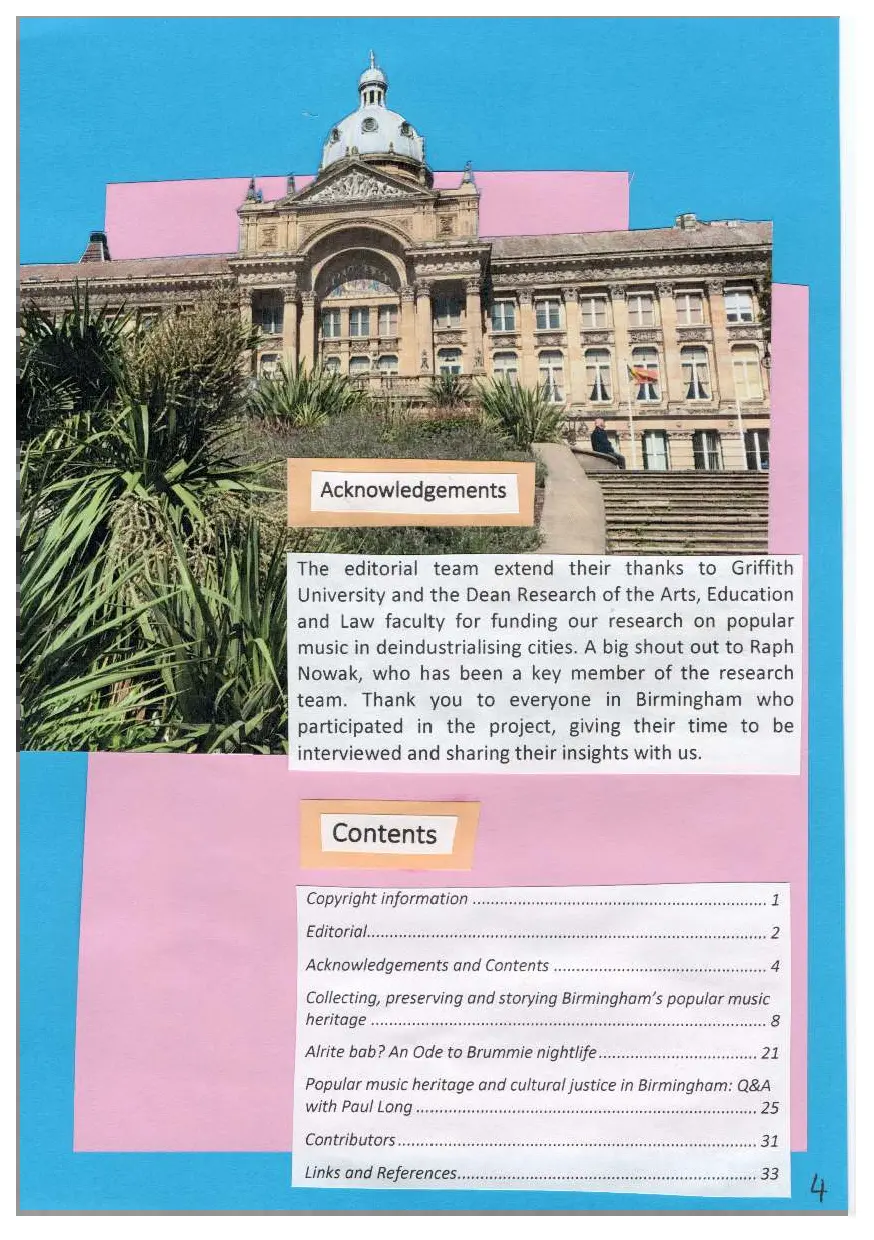 Acknowledgements
The editorial team extend their thanks to Griffith
University and the Dean Research of the Arts, Education
and Law faculty for funding our research on popular
music in deindustrialising cities. A big shout out to Raph
Nowak, who has been a key member of the research
team. Thank you to everyone in Birmingham who
participated in the project, giving their time to be
interviewed and sharing their insights with us.
Contents
Copyright information ................................................................ 1
Editorial........................................................................................ 2
Acknowledgements and Contents ............................................... 4
Collecting, preserving and storying Birmingham's popular music
heritage ....................................................................................... 8
Alrite bab? An Ode to Brummie nightlife................................... 21
Popular music heritage and cultural justice in Birmingham: Q&A
with Paul Long ........................................................................... 25
Contributors............................................................................... 31
Links and References.................................................................. 33
4